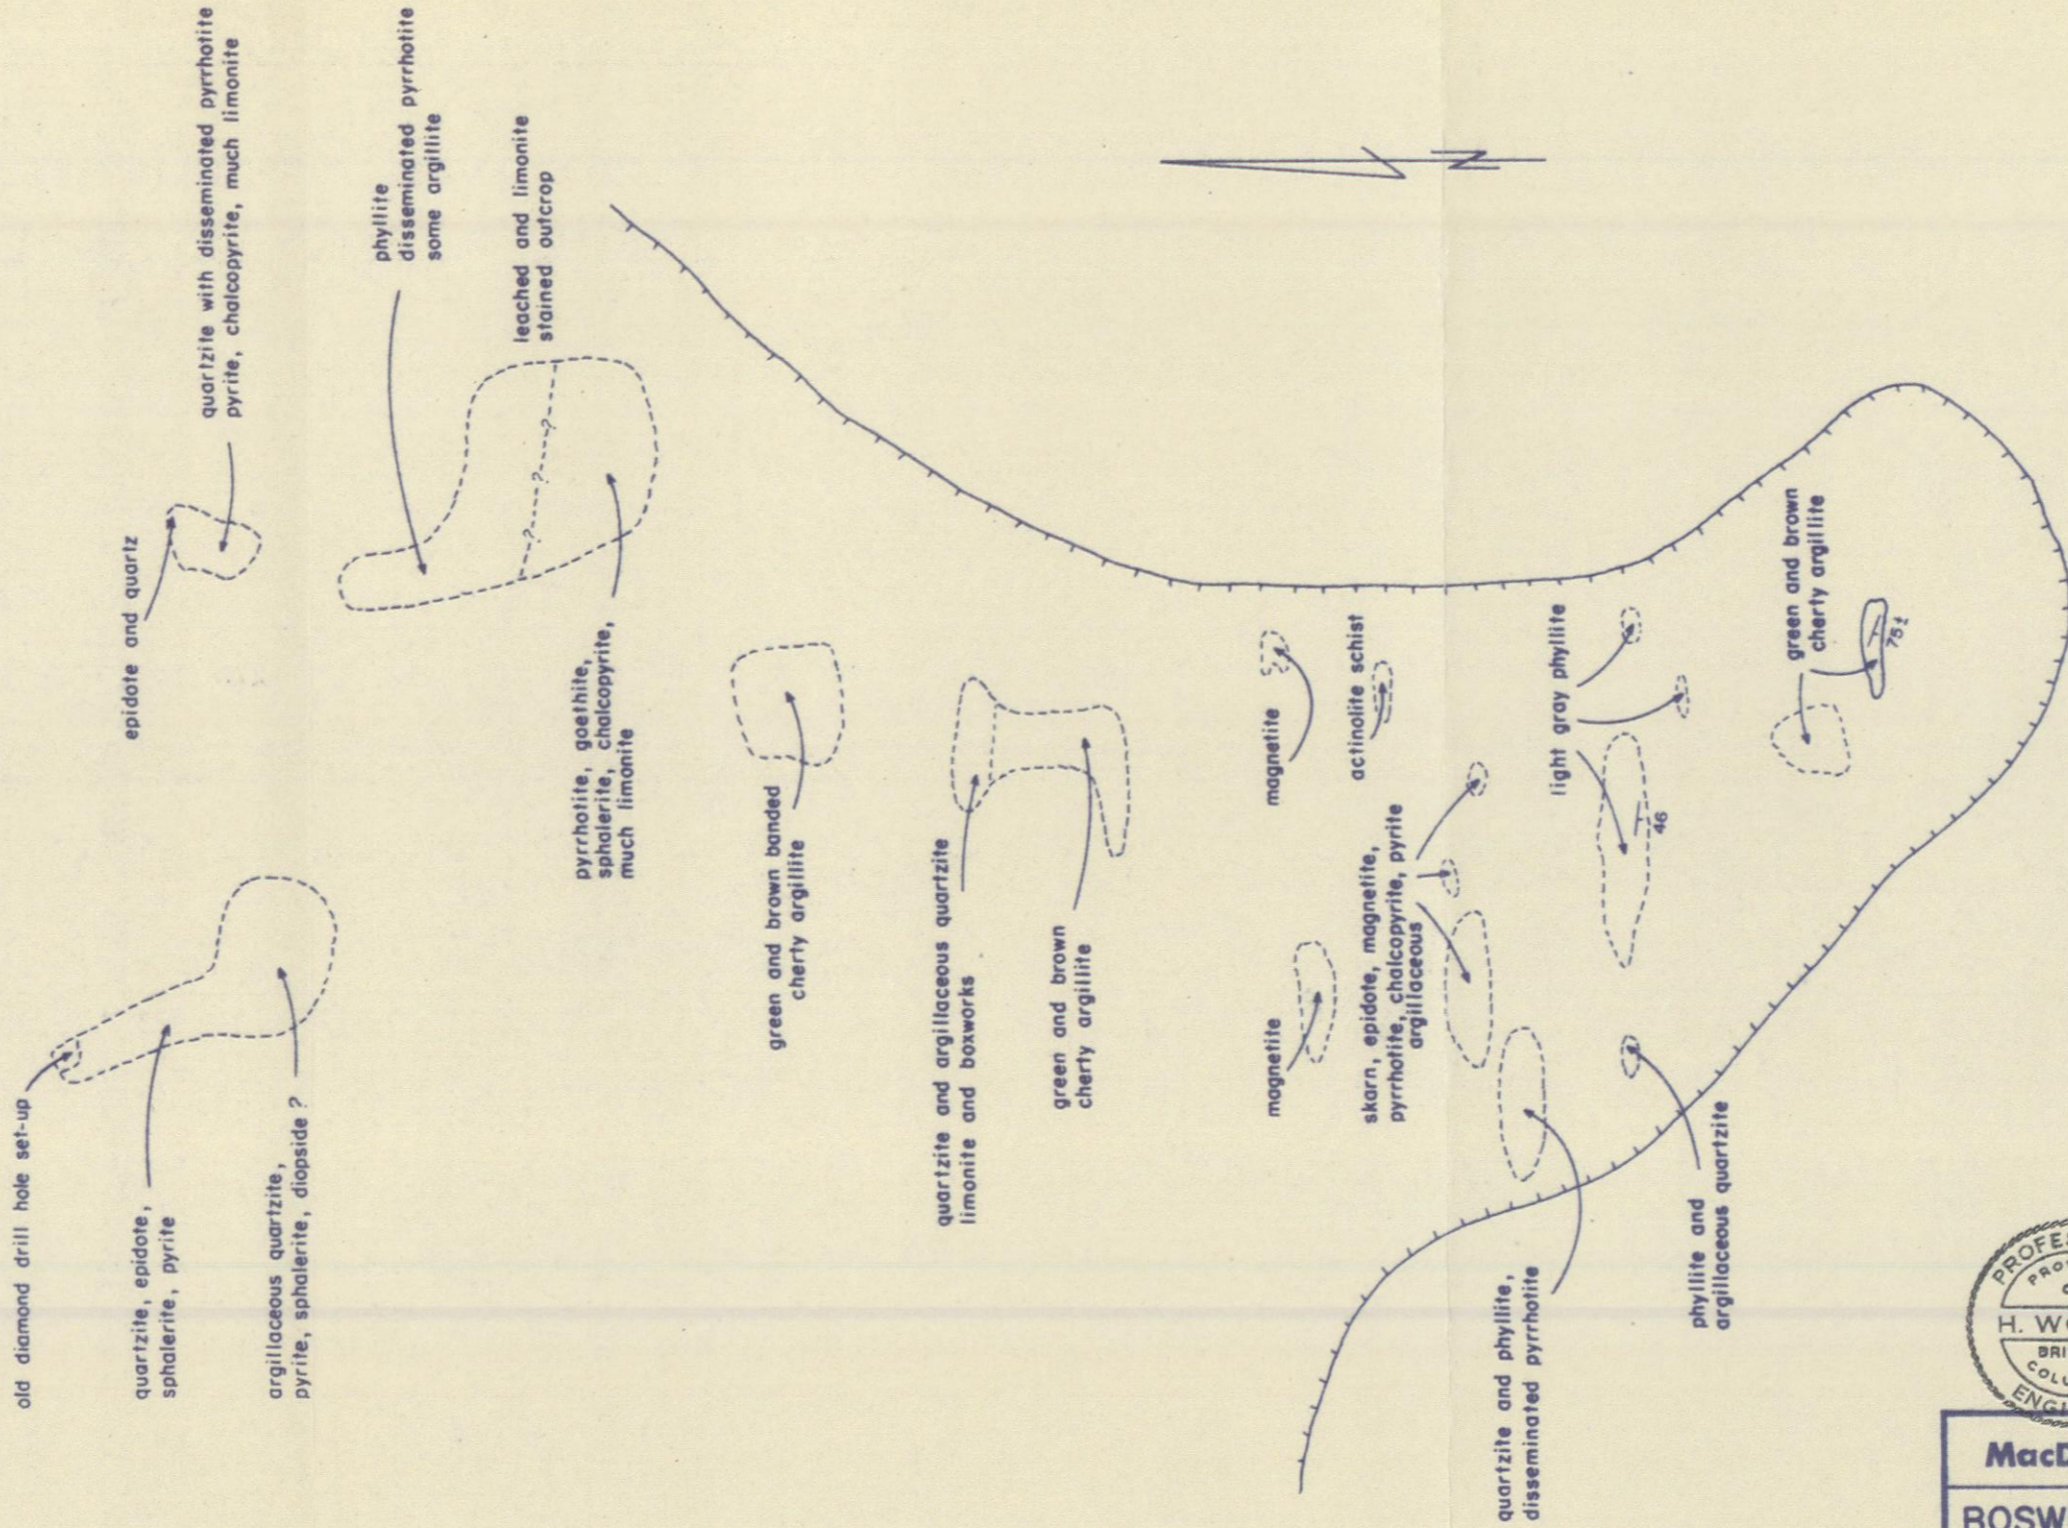 old diamond drill hole set-up
quartzite, epidote,
sphalerite, pyrite
argillaceous quartzite,
pyrite, sphalerite, diopside ?
epidote and quartz
quartzite with disseminated pyrrhotite
pyrite, chalcopyrite, much limonite
phyllite
disseminated pyrrhotite
some argillite
leached and limonite
stained outcrop
? ? ?
pyrrhotite, goethite,
sphalerite, chalcopyrite,
much limonite
green and brown banded
cherty argillite
quartzite and argillaceous quartzite
limonite and boxworks
green and brown
cherty argillite
magnetite
magnetite
actinolite schist
skarn, epidote, magnetite,
pyrrhotite, chalcopyrite, pyrite
argillaceous
light gray phyllite
46
green and brown
cherty argillite
75±
quartzite and phyllite,
disseminated pyrrhotite
phyllite and
argillaceous quartzite
N
H.
MacD
BOSW